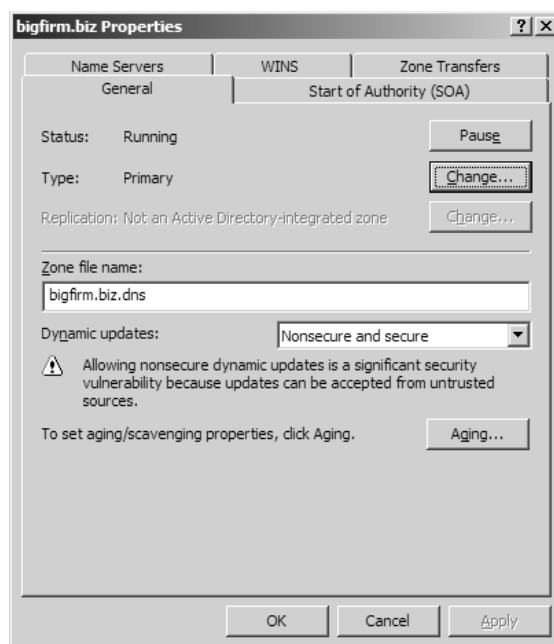 bigfirm.biz Properties
? X
Name Servers WINS Zone Transfers
General Start of Authority (SOA)
Status: Running Pause
Type: Primary Change...
Replication: Not an Active Directory-integrated zone Change...
Zone file name:
bigfirm.biz.dns
Dynamic updates: Nonsecure and secure
Allowing nonsecure dynamic updates is a significant security
vulnerability because updates can be accepted from untrusted
sources.
To set aging/scavenging properties, click Aging. Aging...
OK Cancel Apply